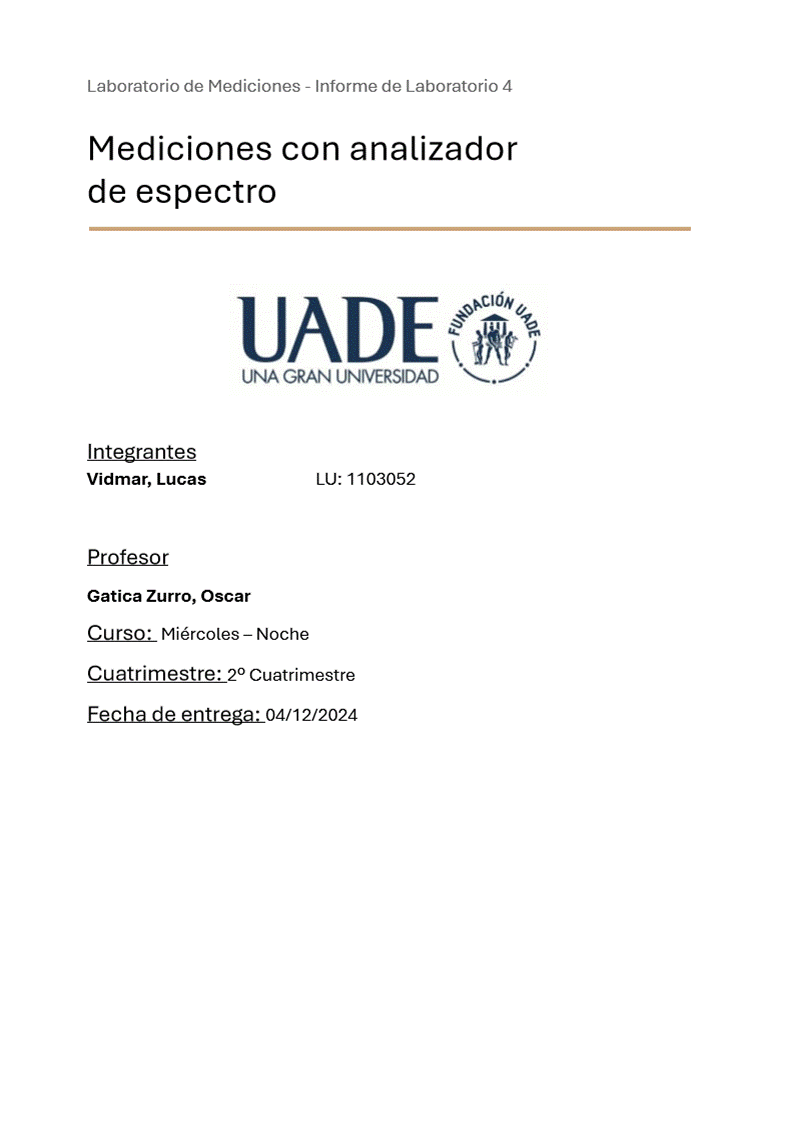 Laboratorio de Mediciones - Informe de Laboratorio 4
Mediciones con analizador
de espectro
UADE
UNA GRAN UNIVERSIDAD
FUNDACIÓN UADE
Integrantes
Vidmar, Lucas LU: 1103052
Profesor
Gatica Zurro, Oscar
Curso: Miércoles – Noche
Cuatrimestre: 2º Cuatrimestre
Fecha de entrega: 04/12/2024